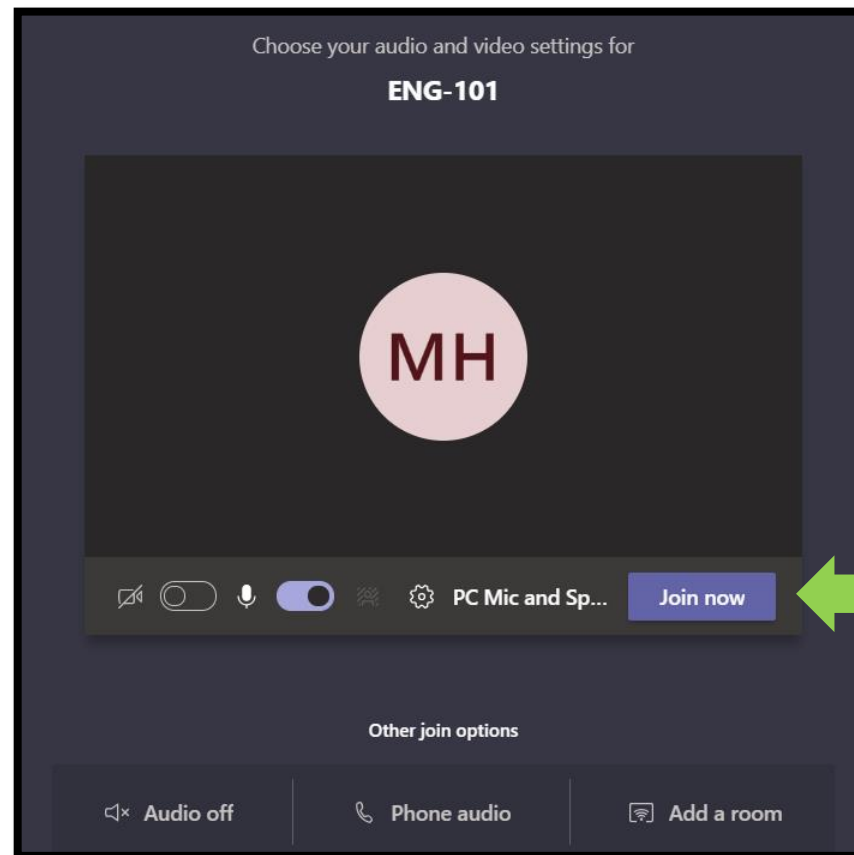 Choose your audio and video settings for
ENG-101
MH
PC Mic and Sp...
Join now
Other join options
Audio off
Phone audio
Add a room